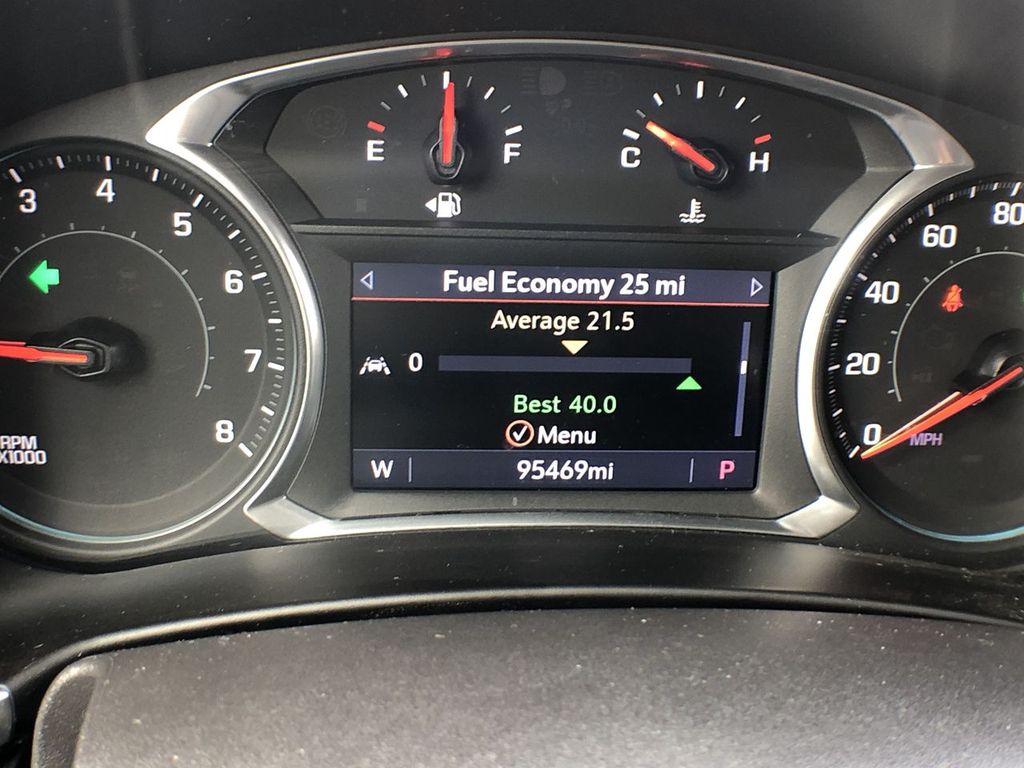 E
F
C
H
3
4
5
6
7
8
RPM
X1000
Fuel Economy 25 mi
Average 21.5
0
Best 40.0
Menu
W 95469mi P
80
60
40
20
0
MPH